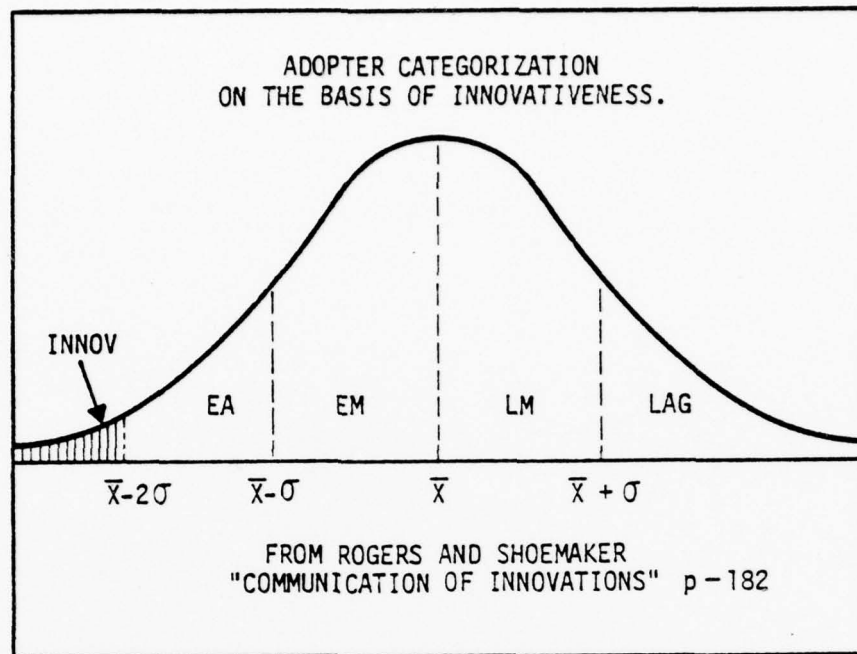 ADOPTER CATEGORIZATION
ON THE BASIS OF INNOVATIVENESS.
INNOV
EA EM LM LAG
X̅-2σ X̅-σ X̅ X̅ + σ
FROM ROGERS AND SHOEMAKER
"COMMUNICATION OF INNOVATIONS" p-182